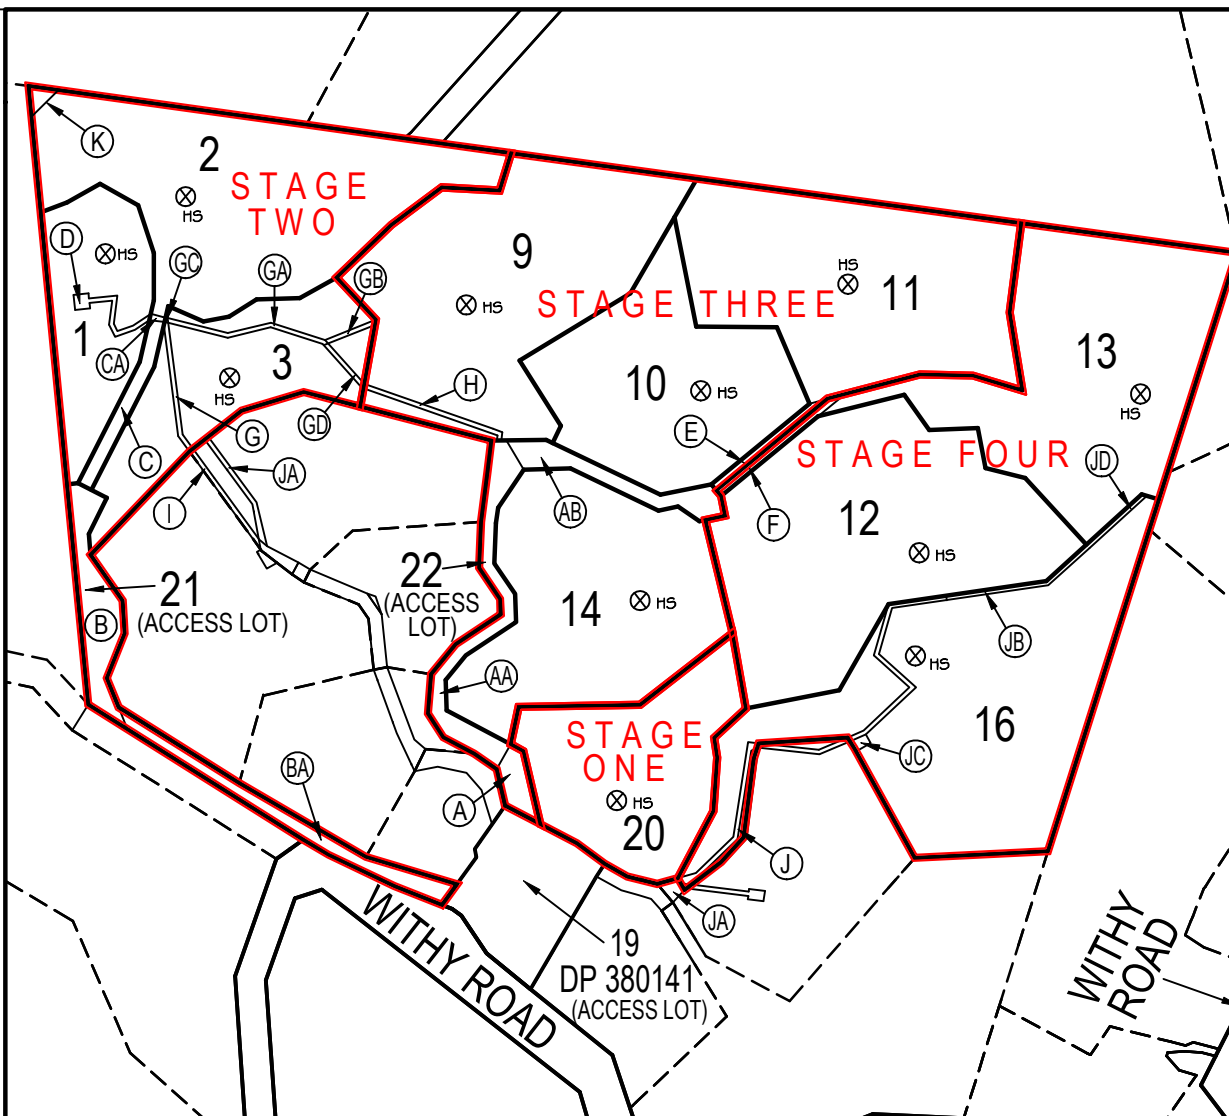 K
2
STAGE
TWO
HS
D
HS
GC
GA
GB
9
HS
STAGE THREE
HS
11
1
CA
3
HS
GD
H
10
HS
13
HS
G
C
JA
I
E
STAGE FOUR
JD
F
AB
12
HS
21
(ACCESS LOT)
B
22
(ACCESS
LOT)
14
HS
JB
HS
AA
16
STAGE
ONE
HS
20
BA
A
JC
J
JA
WITHY ROAD
19
DP 380141
(ACCESS LOT)
WITHY
ROAD